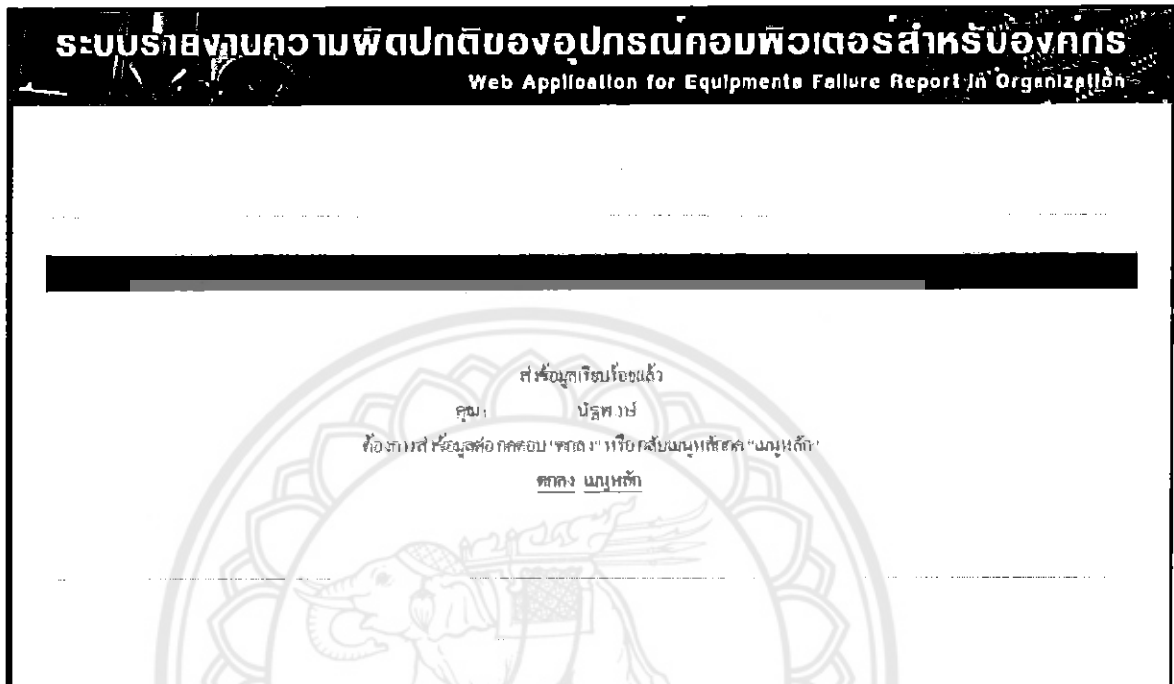 ระบบรายงานความผิดปกติของอุปกรณ์คอมพิวเตอร์สำหรับองค์กร
Web Application for Equipments Failure Report in Organization
ส่งข้อมูลเรียบร้อยแล้ว
คุณ : นัฐพงษ์
ต้องการส่งข้อมูลต่อกดตอบ "ตกลง" หรือกลับเมนูหลักกด "เมนูหลัก"
ตกลง เมนูหลัก